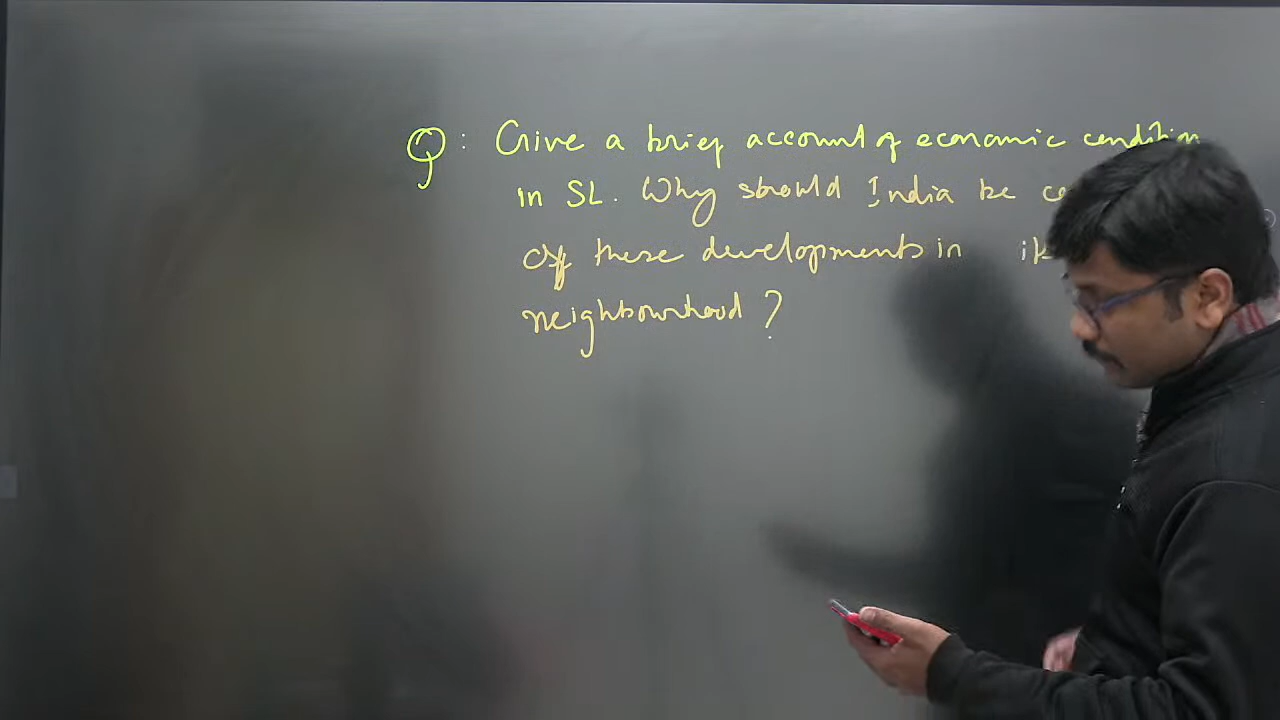 Q: Give a brief account of economic condition
in SL. Why should India be
of these developments in
neighbourhood ?